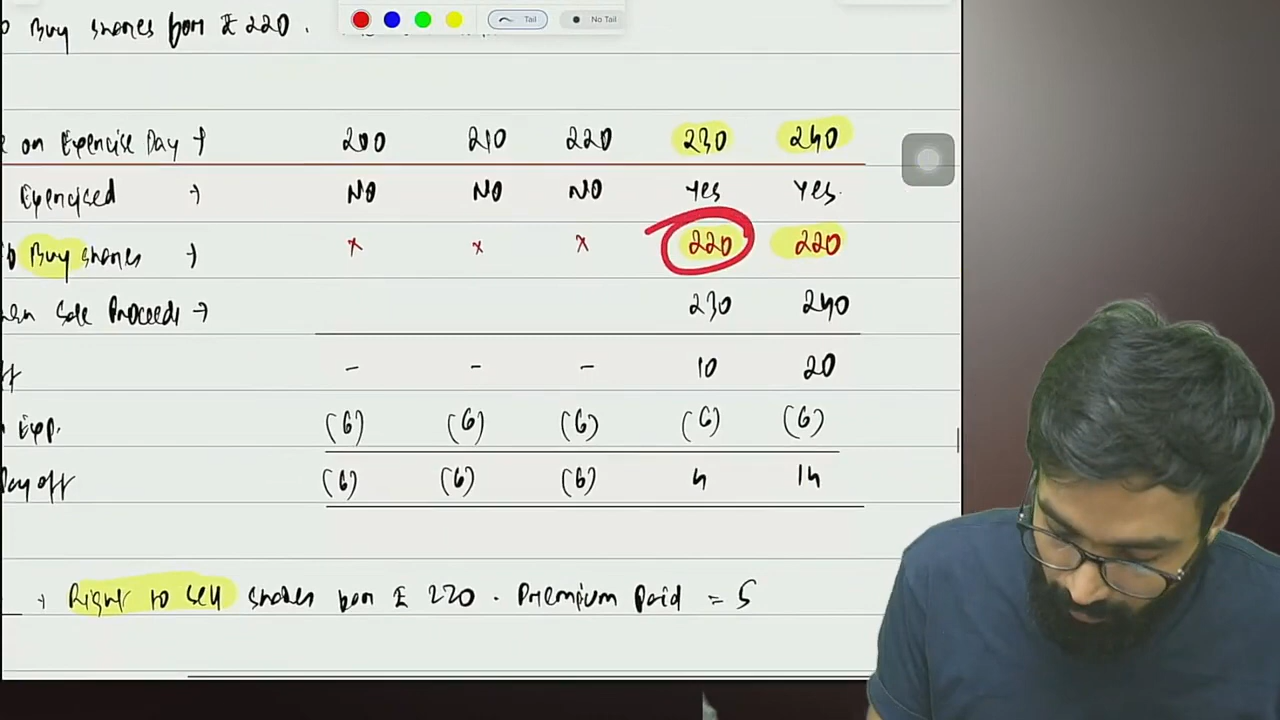 Buy shares for ₹ 220.
Tail
No Tail
on Exercise Day → 200 210 220 230 240
Exercised → NO NO NO Yes Yes.
Buy shares → x x x 220 220
Sale Proceeds → 230 240
- - - 10 20
Exp. (6) (6) (6) (6) (6)
Pay off (6) (6) (6) 4 14
→ Right to sell shares for ₹ 220. Premium Paid = 5